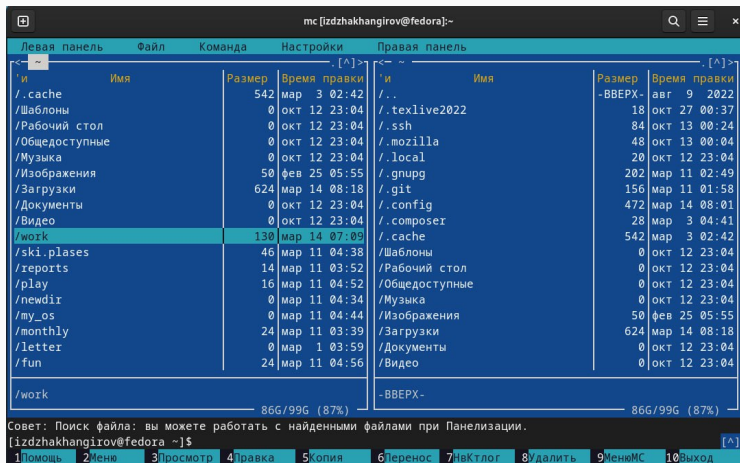 mc [izdzhakhangirov@fedora]:~
Левая панель Файл Команда Настройки Правая панель
<— ~ .[^]> <— ~ .[^]>
'и Имя Размер Время правки 'и Имя Размер Время правки
/.cache 542 мар 3 02:42 /.. -ВВЕРХ- авг 9 2022
/Шаблоны 0 окт 12 23:04 /.texlive2022 18 окт 27 00:37
/Рабочий стол 0 окт 12 23:04 /.ssh 84 окт 13 00:24
/Общедоступные 0 окт 12 23:04 /.mozilla 48 окт 13 00:04
/Музыка 0 окт 12 23:04 /.local 20 окт 12 23:04
/Изображения 50 фев 25 05:55 /.gnupg 202 мар 11 02:49
/Загрузки 624 мар 14 08:18 /.git 156 мар 11 01:58
/Документы 0 окт 12 23:04 /.config 472 мар 14 08:01
/Видео 0 окт 12 23:04 /.composer 28 мар 3 04:41
/work 130 мар 14 07:09 /.cache 542 мар 3 02:42
/ski.plases 46 мар 11 04:38 /Шаблоны 0 окт 12 23:04
/reports 14 мар 11 03:52 /Рабочий стол 0 окт 12 23:04
/play 16 мар 11 04:52 /Общедоступные 0 окт 12 23:04
/newdir 0 мар 11 04:34 /Музыка 0 окт 12 23:04
/my_os 0 мар 11 04:44 /Изображения 50 фев 25 05:55
/monthly 24 мар 11 03:39 /Загрузки 624 мар 14 08:18
/letter 0 мар 1 03:59 /Документы 0 окт 12 23:04
/fun 24 мар 11 04:56 /Видео 0 окт 12 23:04
/work -ВВЕРХ-
86G/99G (87%) 86G/99G (87%)
Совет: Поиск файла: вы можете работать с найденными файлами при Панелизации.
[izdzhakhangirov@fedora ~]$ [^]
1Помощь 2Меню 3Просмотр 4Правка 5Копия 6Перенос 7НвКтлог 8Удалить 9МенюМС 10Выход